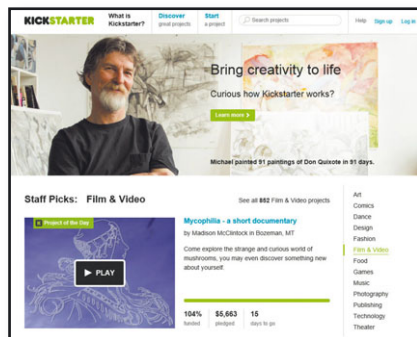 KICKSTARTER
What is
Kickstarter?
Discover
great projects
Start
a project
Search projects
Help
Sign up
Log in
Bring creativity to life
Curious how Kickstarter works?
Learn more >
Michael painted 91 paintings of Don Quixote in 91 days.
Staff Picks: Film & Video
See all 882 Film & Video projects
Project of the Day
PLAY
Mycophilia - a short documentary
by Madison McClintock in Bozeman, MT
Come explore the strange and curious world of
mushrooms, you may even discover something new
about yourself.
104%
funded
$5,663
pledged
15
days to go
Art
Comics
Dance
Design
Fashion
Film & Video
Food
Games
Music
Photography
Publishing
Technology
Theater